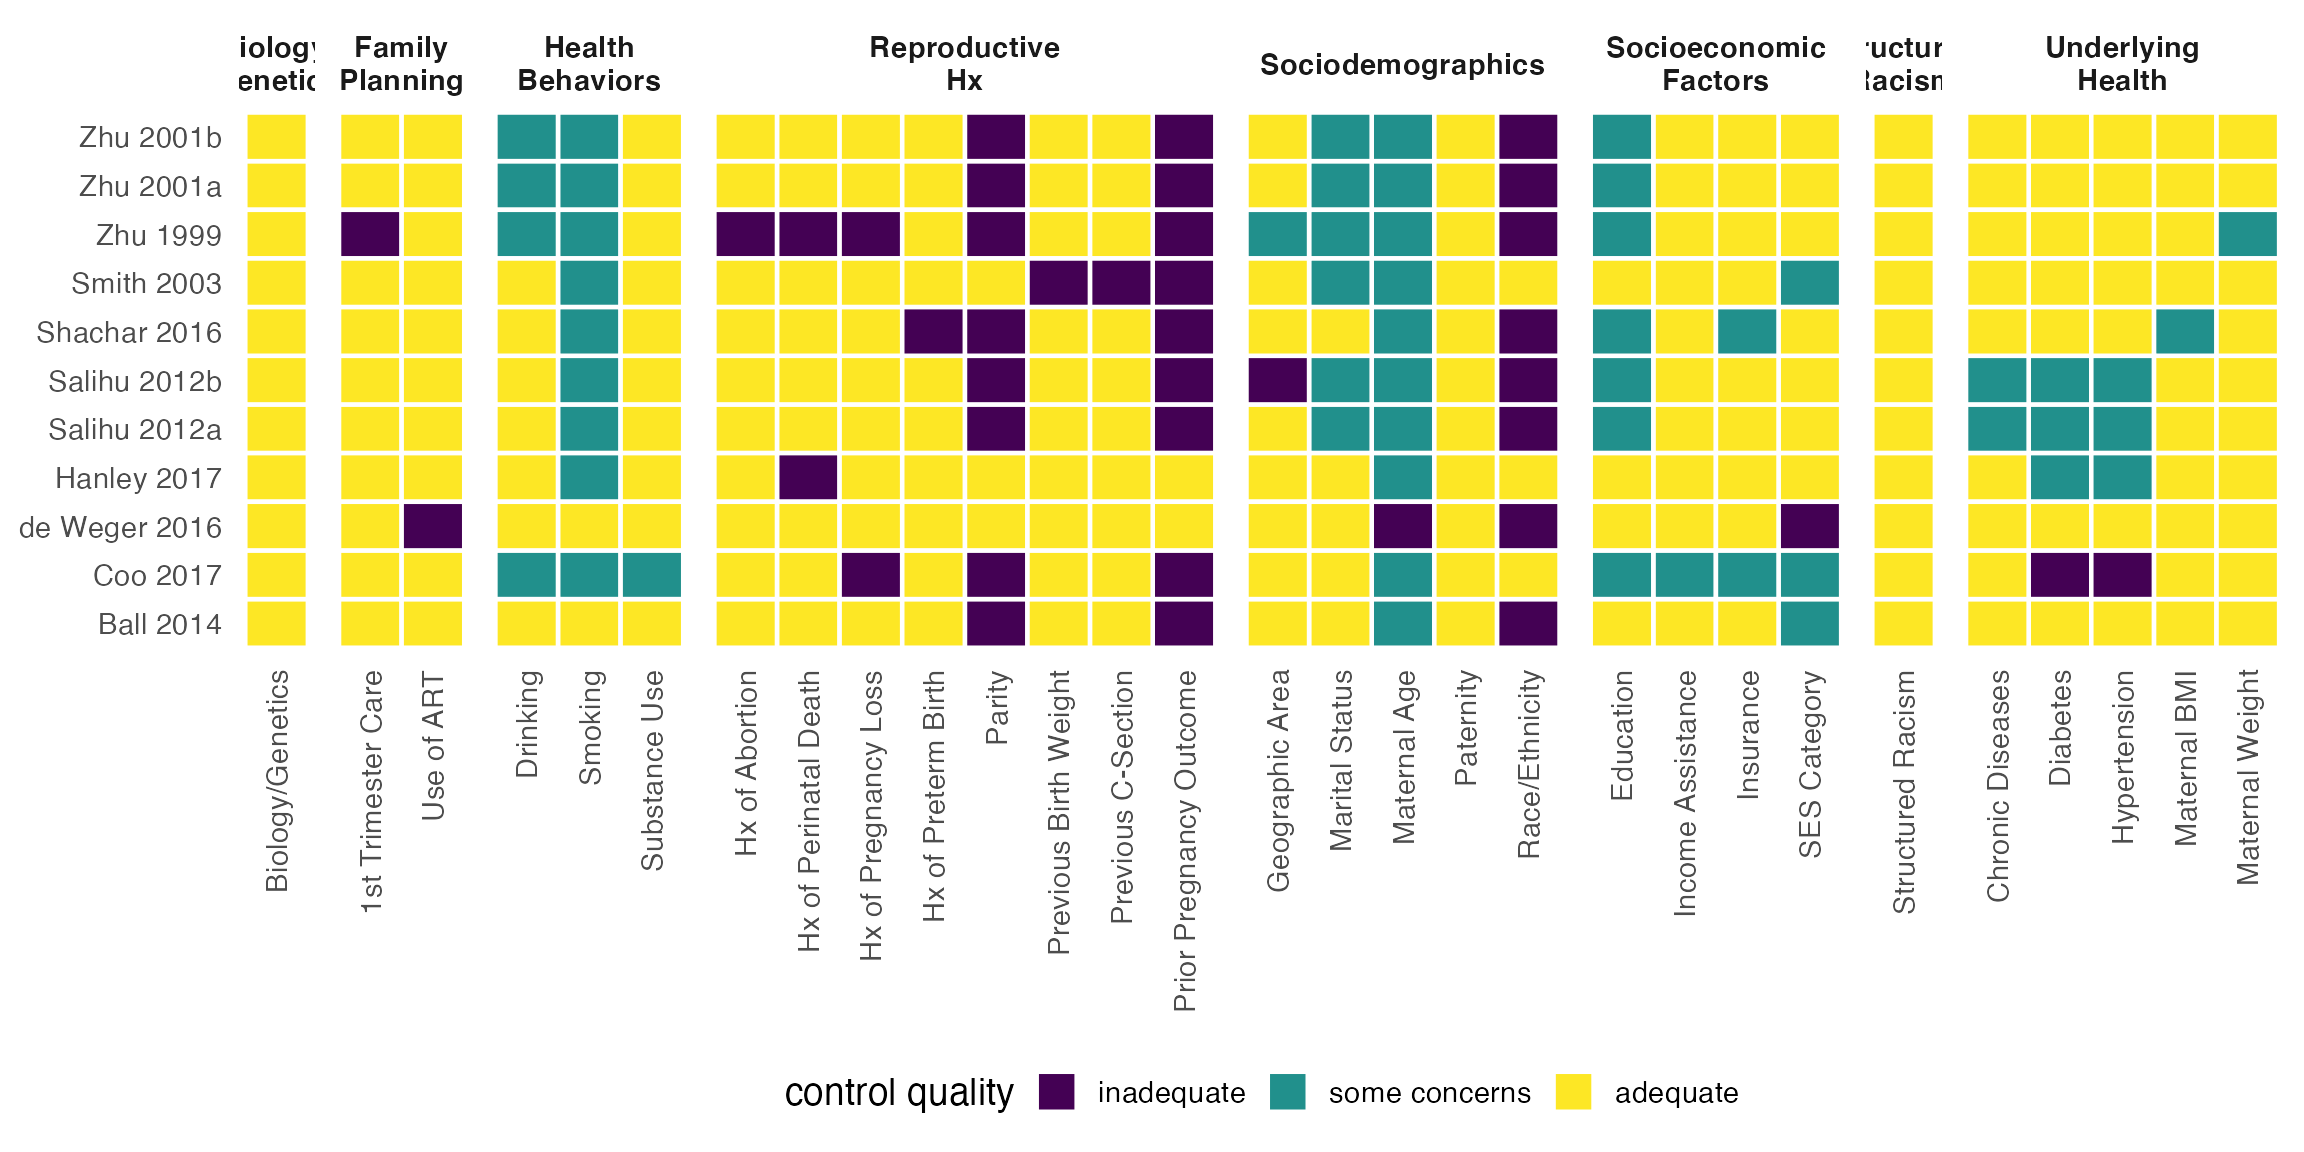 iology
enetic
Family
Planning
Health
Behaviors
Reproductive
Hx
Sociodemographics
Socioeconomic
Factors
ructur
Racism
Underlying
Health
Zhu 2001b
Zhu 2001a
Zhu 1999
Smith 2003
Shachar 2016
Salihu 2012b
Salihu 2012a
Hanley 2017
de Weger 2016
Coo 2017
Ball 2014
Biology/Genetics
1st Trimester Care
Use of ART
Drinking
Smoking
Substance Use
Hx of Abortion
Hx of Perinatal Death
Hx of Pregnancy Loss
Hx of Preterm Birth
Parity
Previous Birth Weight
Previous C-Section
Prior Pregnancy Outcome
Geographic Area
Marital Status
Maternal Age
Paternity
Race/Ethnicity
Education
Income Assistance
Insurance
SES Category
Structured Racism
Chronic Diseases
Diabetes
Hypertension
Maternal BMI
Maternal Weight
control quality inadequate some concerns adequate